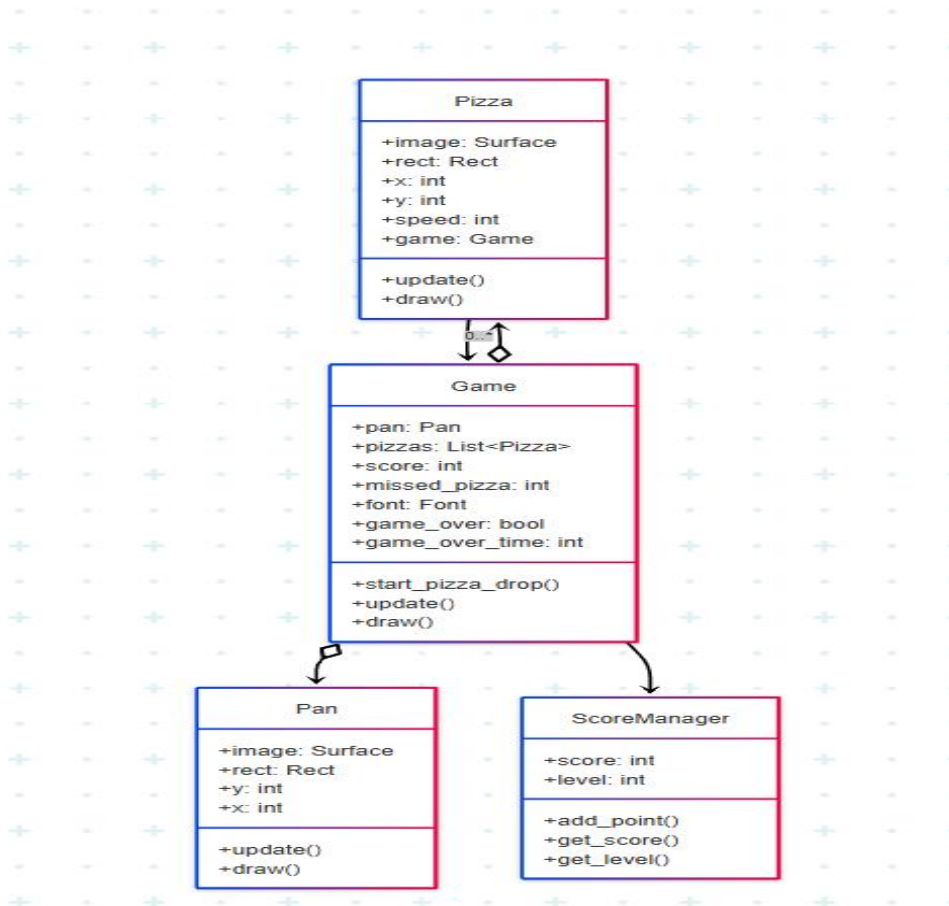 Pizza
+image: Surface
+rect: Rect
+x: int
+y: int
+speed: int
+game: Game
+update()
+draw()
0..*
Game
+pan: Pan
+pizzas: List<Pizza>
+score: int
+missed_pizza: int
+font: Font
+game_over: bool
+game_over_time: int
+start_pizza_drop()
+update()
+draw()
Pan
+image: Surface
+rect: Rect
+y: int
+x: int
+update()
+draw()
ScoreManager
+score: int
+level: int
+add_point()
+get_score()
+get_level()